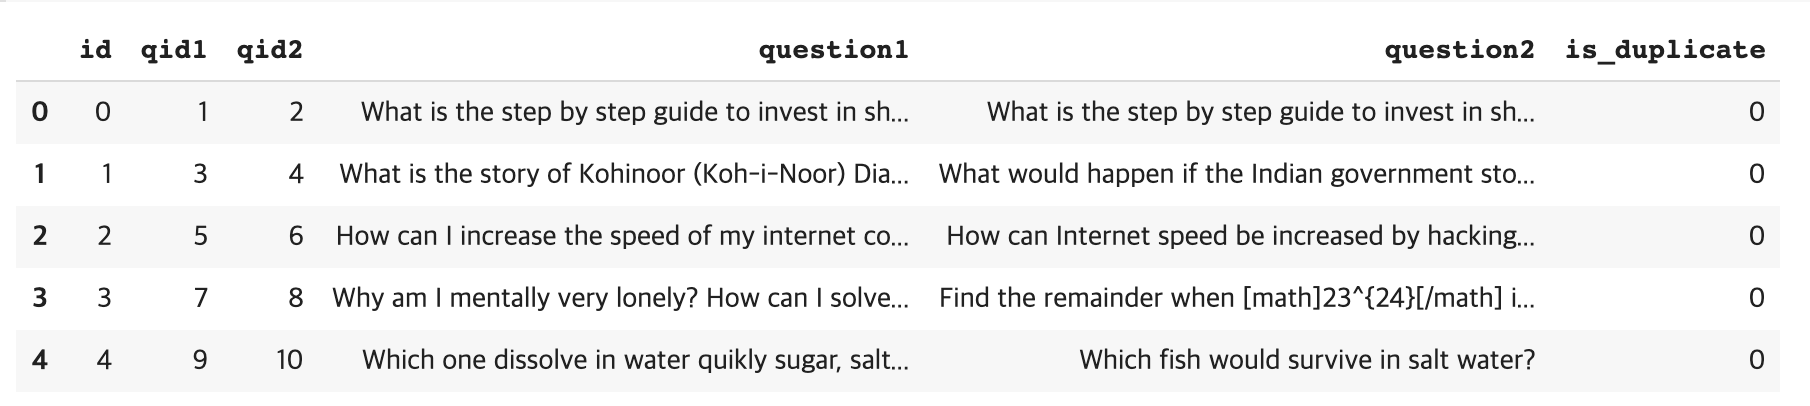 id qid1 qid2 question1 question2 is_duplicate
0 0 1 2 What is the step by step guide to invest in sh... What is the step by step guide to invest in sh... 0
1 1 3 4 What is the story of Kohinoor (Koh-i-Noor) Dia... What would happen if the Indian government sto... 0
2 2 5 6 How can I increase the speed of my internet co... How can Internet speed be increased by hacking... 0
3 3 7 8 Why am I mentally very lonely? How can I solve... Find the remainder when [math]23^{24}[/math] i... 0
4 4 9 10 Which one dissolve in water quikly sugar, salt... Which fish would survive in salt water? 0